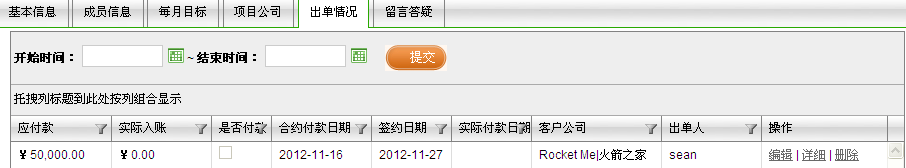 基本信息 成员信息 每月目标 项目公司 出单情况 留言答疑
开始时间： ~ 结束时间： 提交
托拽列标题到此处按列组合显示
应付款 实际入账 是否付款 合约付款日期 签约日期 实际付款日期 客户公司 出单人 操作
¥ 50,000.00 ¥ 0.00 2012-11-16 2012-11-27 Rocket Me|火箭之家 sean 编辑 | 详细 | 删除